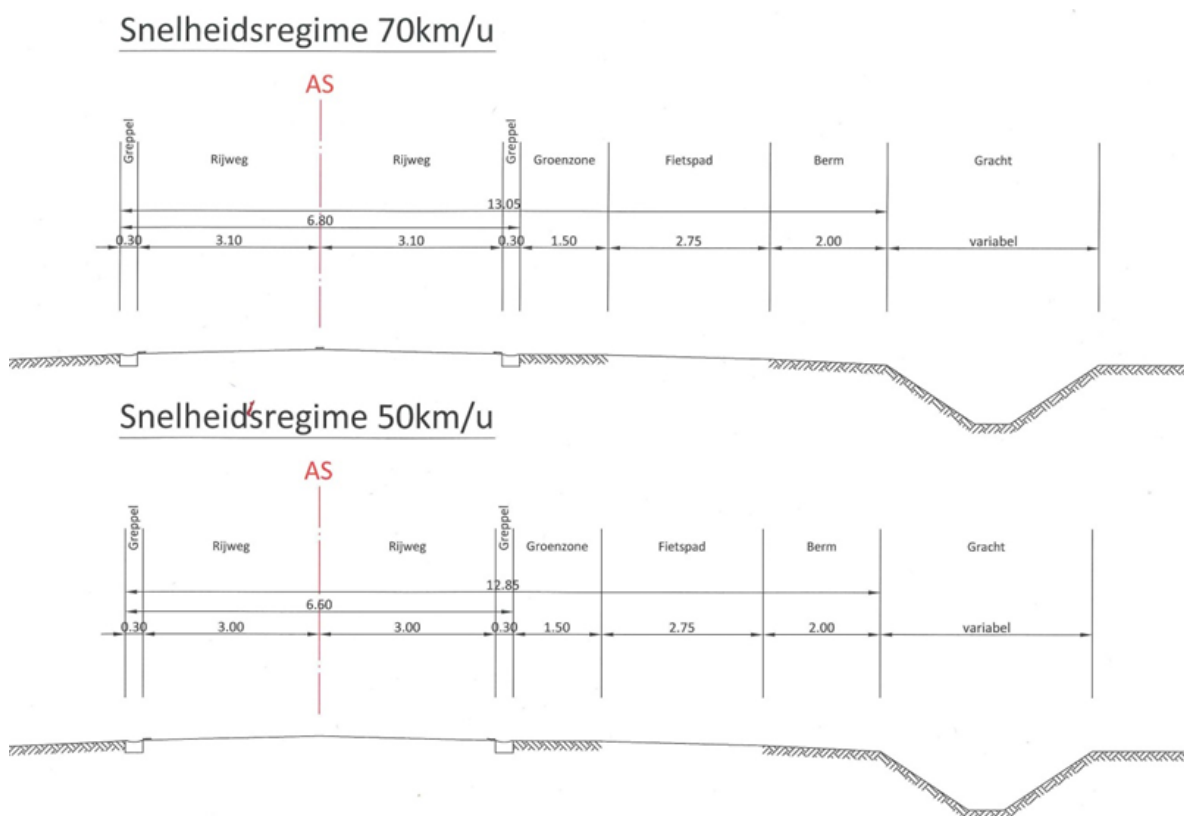 Snelheidsregime 70km/u
AS
Greppel Rijweg Rijweg Greppel Groenzone Fietspad Berm Gracht
13.05
6.80
0.30 3.10 3.10 0.30 1.50 2.75 2.00 variabel
Snelheidsregime 50km/u
AS
Greppel Rijweg Rijweg Greppel Groenzone Fietspad Berm Gracht
12.85
6.60
0.30 3.00 3.00 0.30 1.50 2.75 2.00 variabel